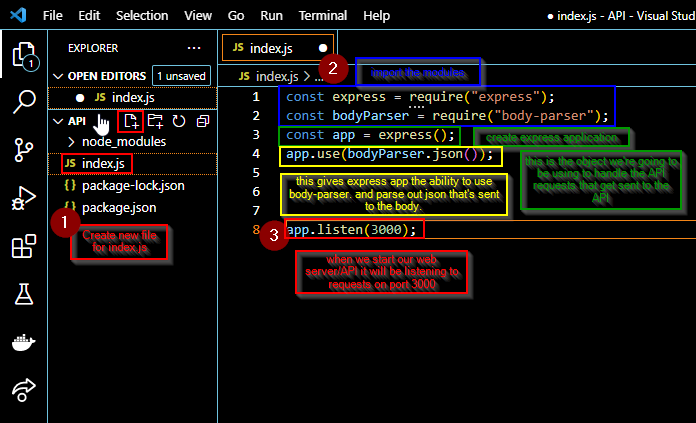 File Edit Selection View Go Run Terminal Help
● index.js - API - Visual Stud
EXPLORER ...
OPEN EDITORS 1 unsaved
● JS index.js
API
node_modules
JS index.js
{} package-lock.json
{} package.json
1
Create new file
for index.js
1
JS index.js ●
JS index.js > ...
2
import the modules
1 const express = require("express");
2 const bodyParser = require("body-parser");
3 const app = express();
create express application.
4 app.use(bodyParser.json());
this is the object we're going to
be using to handle the API
requests that get sent to the
API
5
6
7
this gives express app the ability to use
body-parser. and parse out json that's sent
to the body.
3
8 app.listen(3000);
when we start our web
server/API it will be listening to
requests on port 3000